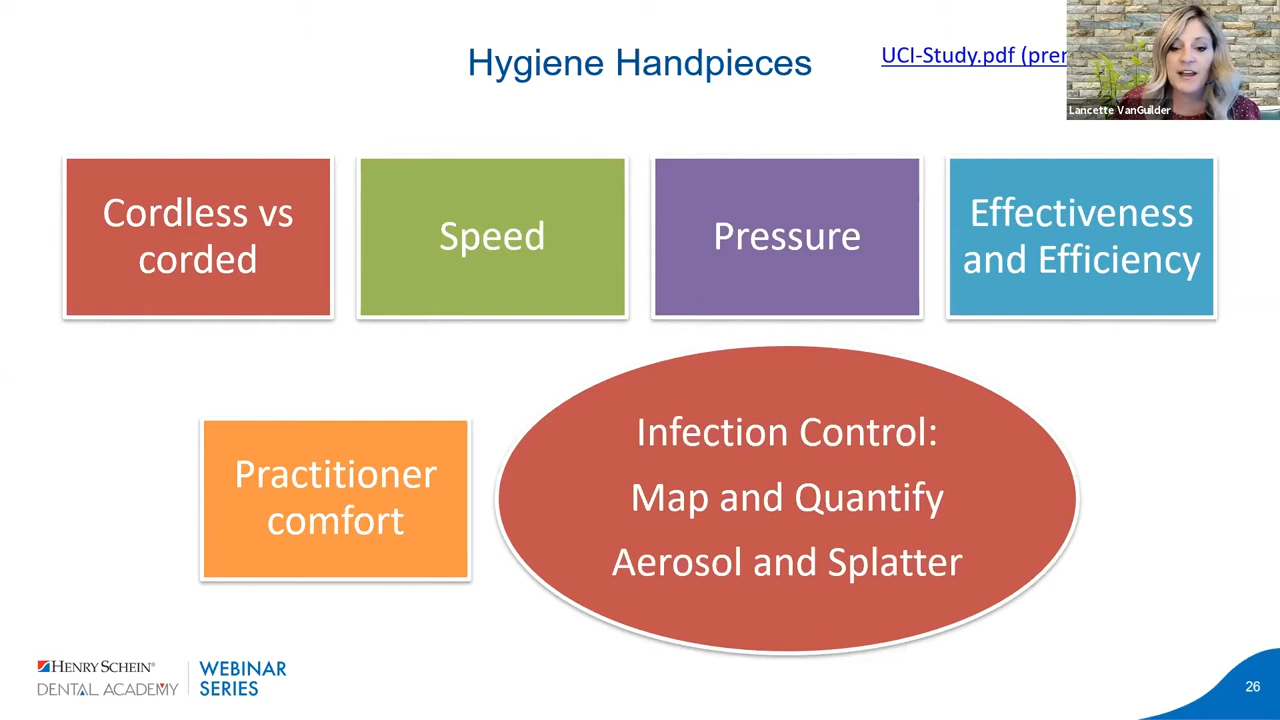 Hygiene Handpieces
UCI-Study.pdf (prer
Lancette VanGuilder
Cordless vs
corded
Speed
Pressure
Effectiveness
and Efficiency
Practitioner
comfort
Infection Control:
Map and Quantify
Aerosol and Splatter
HENRY SCHEIN®
DENTAL ACADEMY
WEBINAR
SERIES
26